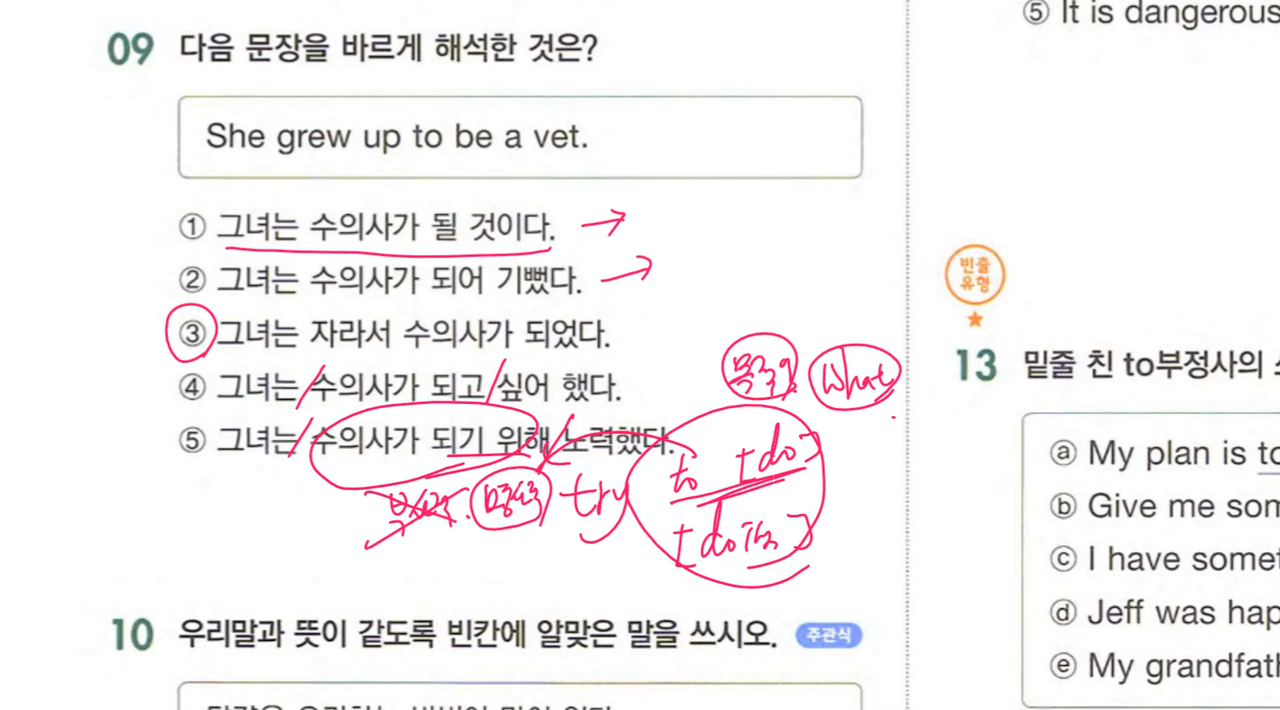 09 다음 문장을 바르게 해석한 것은?
She grew up to be a vet.
① 그녀는 수의사가 될 것이다. →
② 그녀는 수의사가 되어 기뻤다. →
③ 그녀는 자라서 수의사가 되었다.
④ 그녀는 수의사가 되고 싶어 했다.
⑤ 그녀는 수의사가 되기 위해 노력했다.
What
try
to do
doing
10 우리말과 뜻이 같도록 빈칸에 알맞은 말을 쓰시오. 주관식
⑤ It is dangerous
빈출
유형
13 밑줄 친 to부정사의
ⓐ My plan is to
ⓑ Give me som
ⓒ I have somet
ⓓ Jeff was hap
ⓔ My grandfat